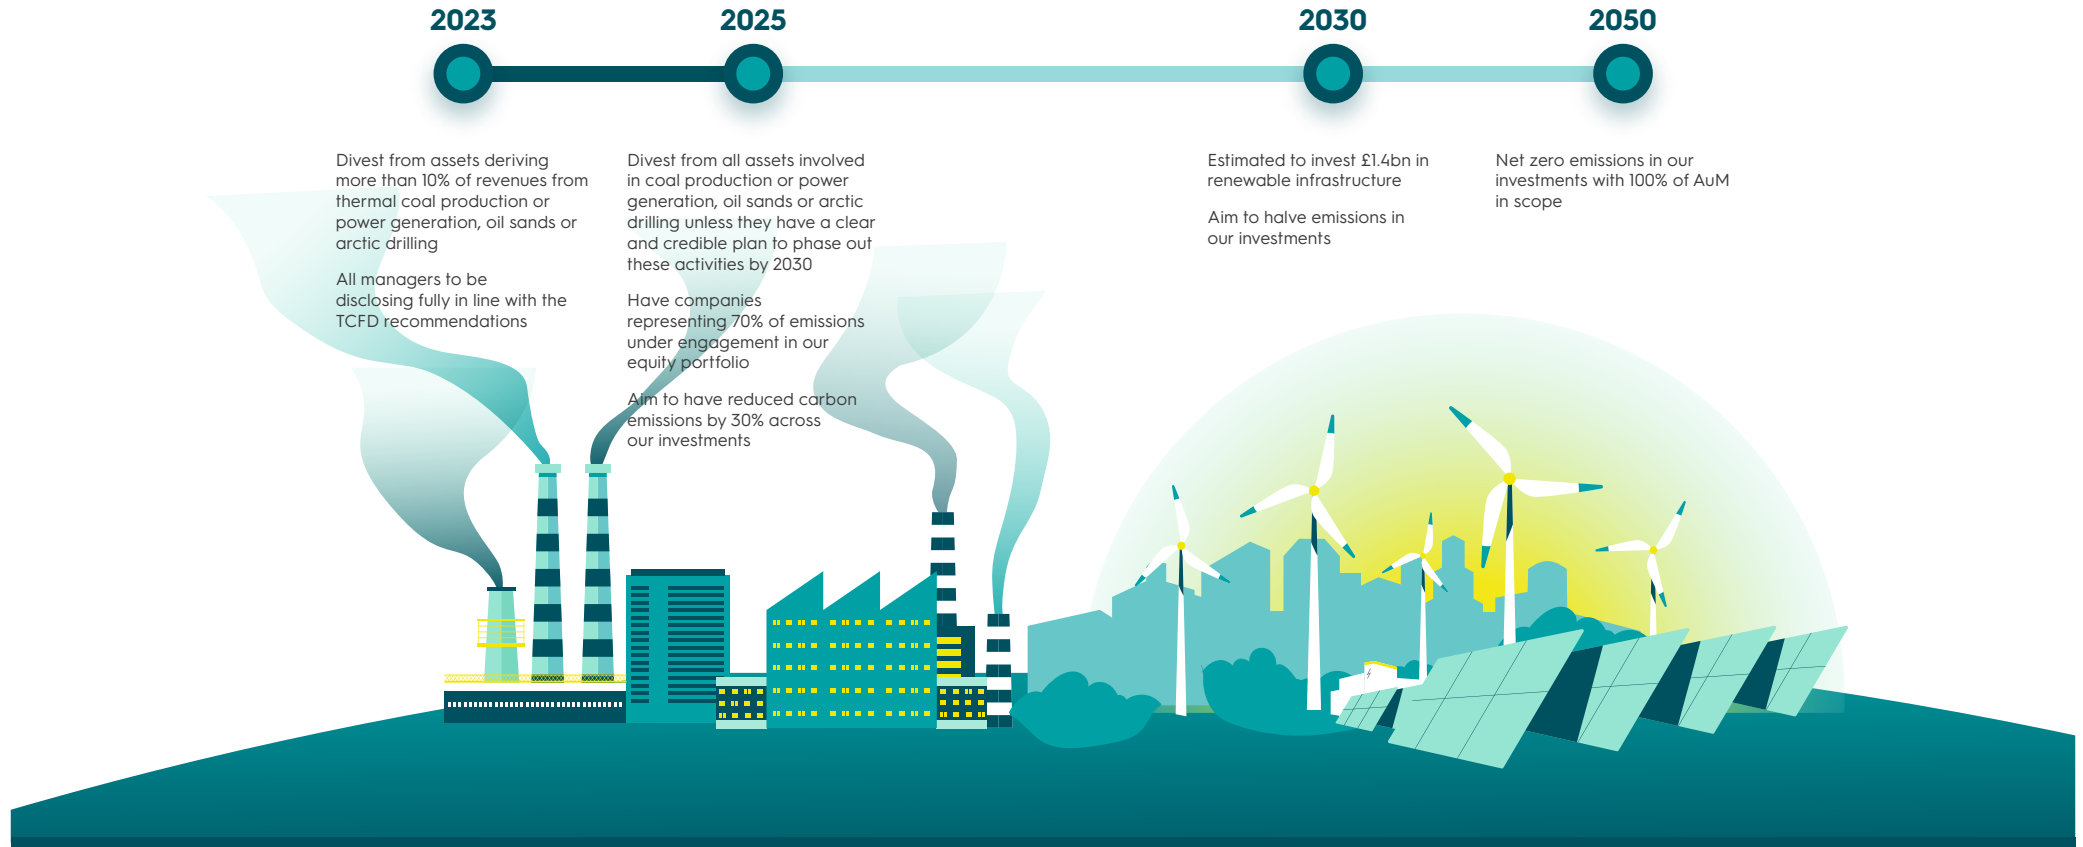 2023
Divest from assets deriving
more than 10% of revenues from
thermal coal production or
power generation, oil sands or
arctic drilling
All managers to be
disclosing fully in line with the
TCFD recommendations
2025
Divest from all assets involved
in coal production or power
generation, oil sands or arctic
drilling unless they have a clear
and credible plan to phase out
these activities by 2030
Have companies
representing 70% of emissions
under engagement in our
equity portfolio
Aim to have reduced carbon
emissions by 30% across
our investments
2030
Estimated to invest £1.4bn in
renewable infrastructure
Aim to halve emissions in
our investments
2050
Net zero emissions in our
investments with 100% of AuM
in scope